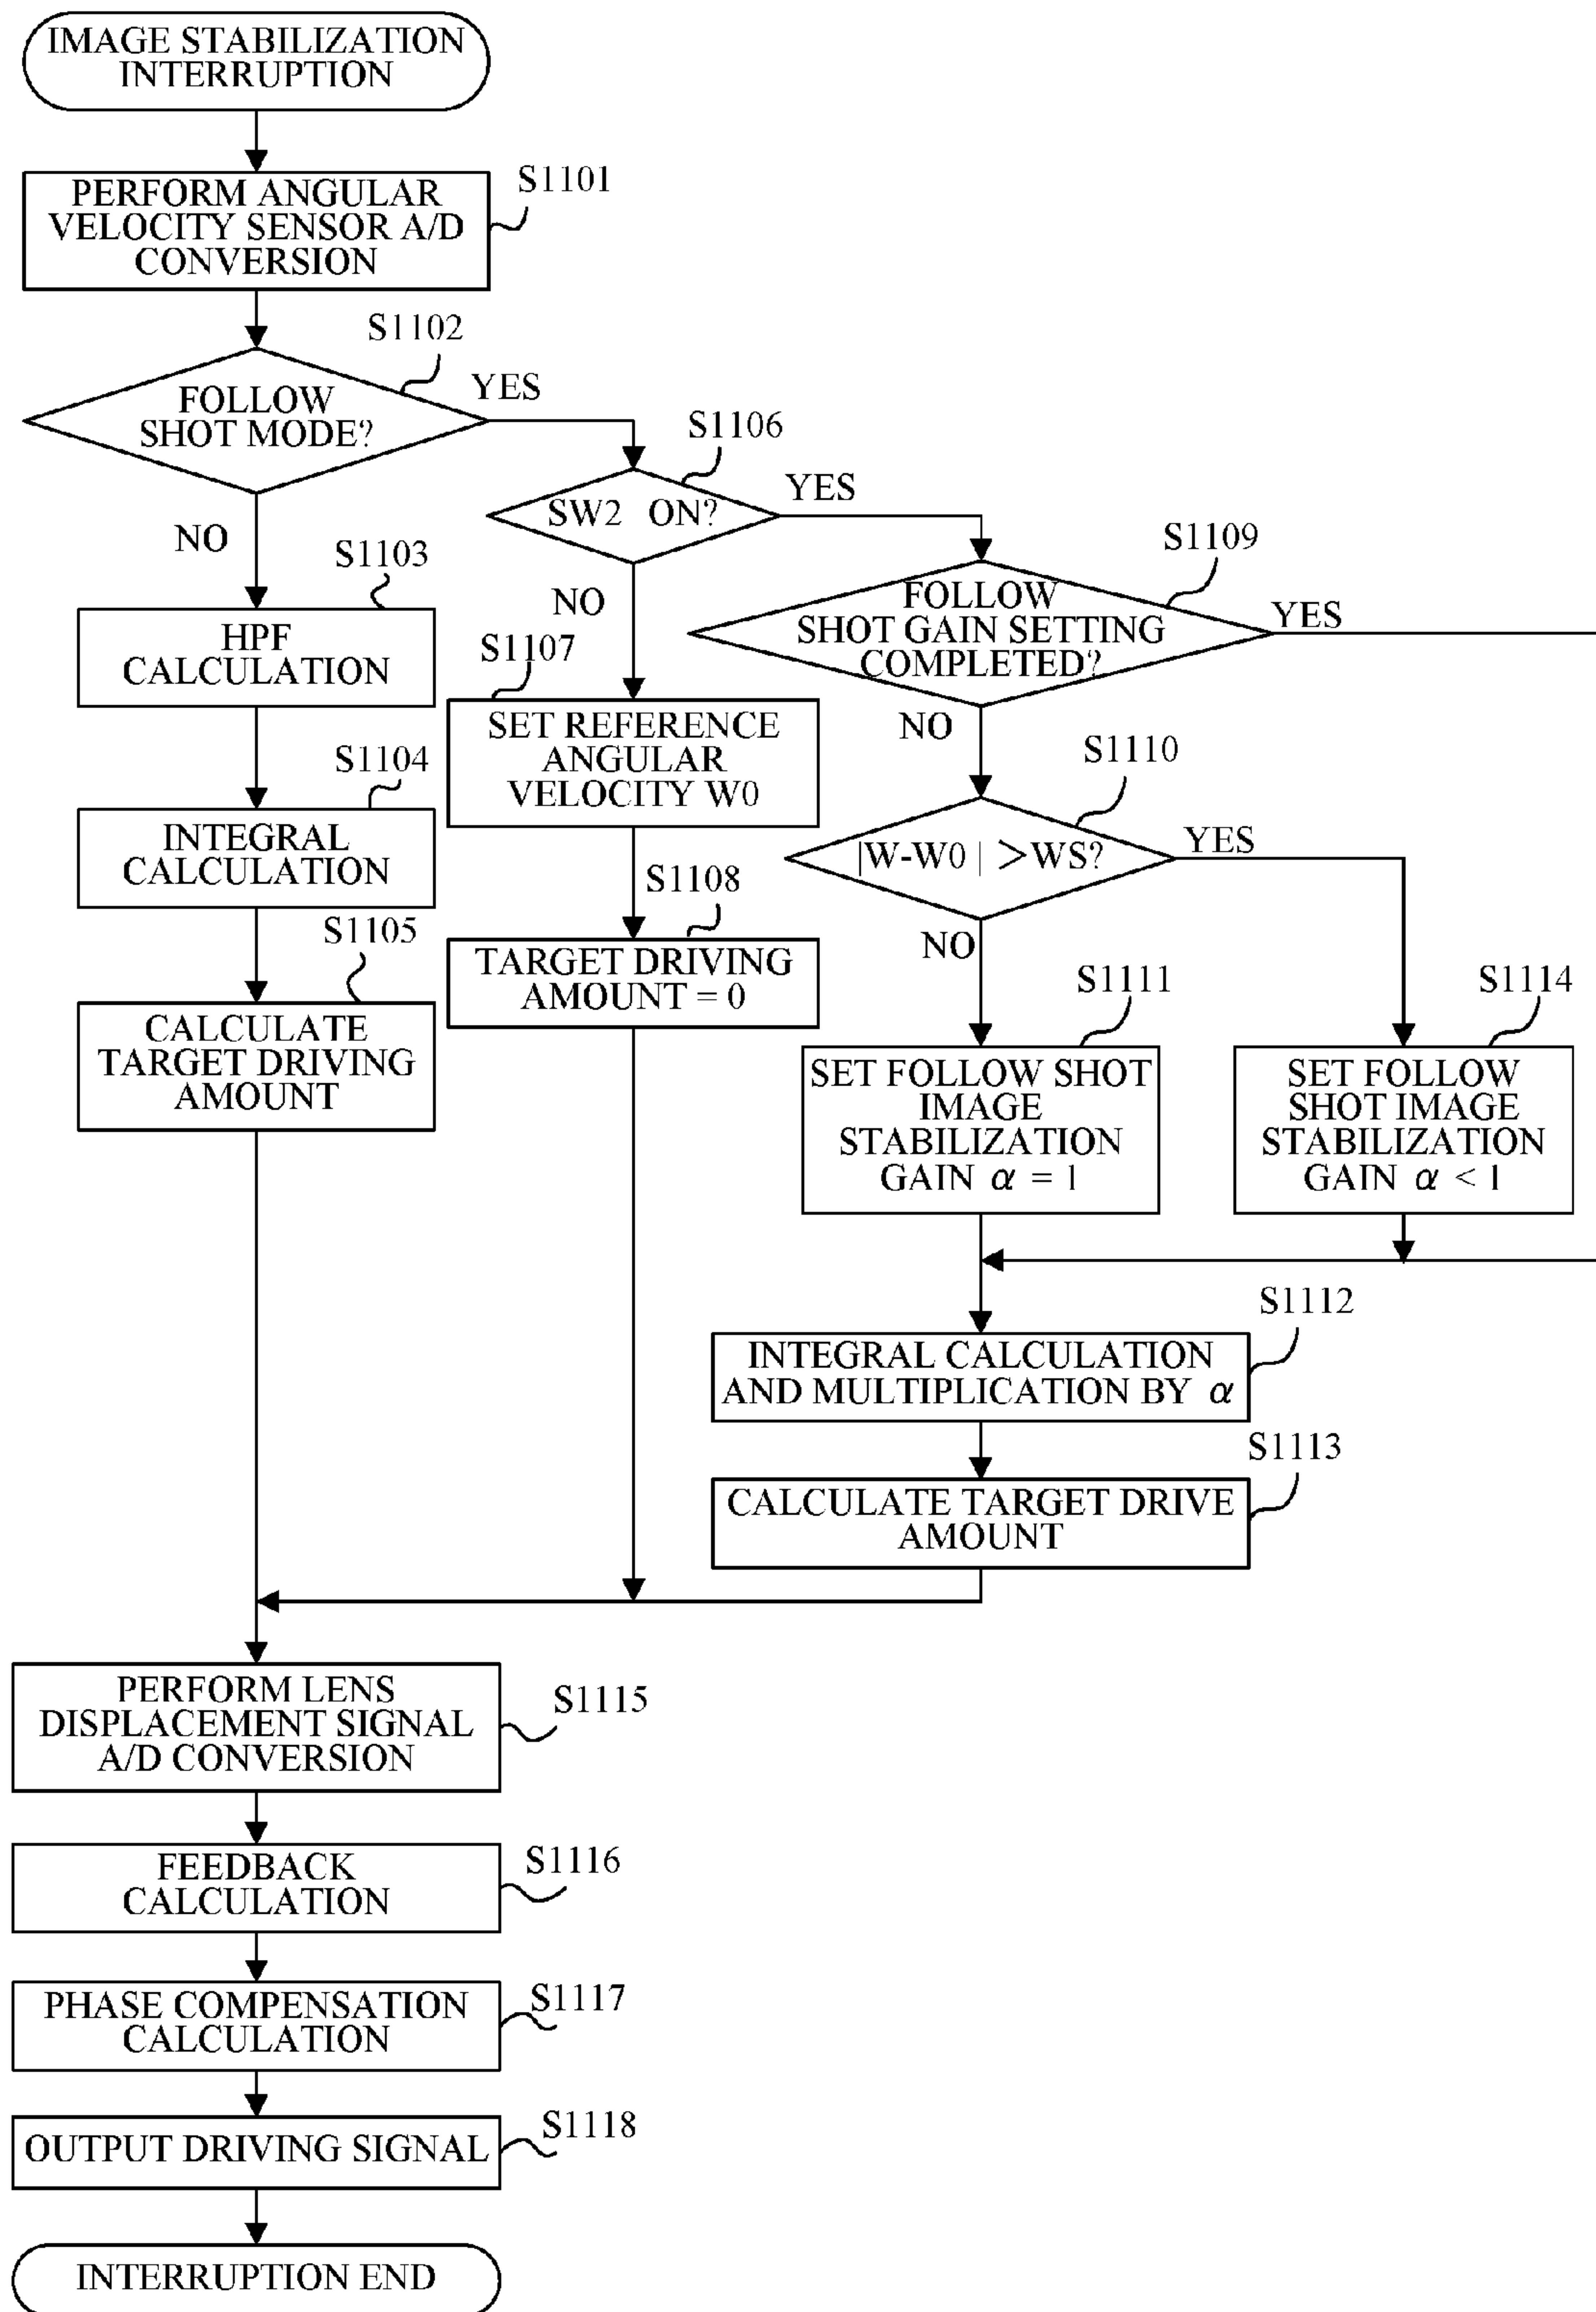 IMAGE STABILIZATION
INTERRUPTION
S1101
PERFORM ANGULAR
VELOCITY SENSOR A/D
CONVERSION
S1102
FOLLOW
SHOT MODE?
YES
NO
S1106
SW2 ON?
YES
NO
S1103
HPF
CALCULATION
S1109
FOLLOW
SHOT GAIN SETTING
COMPLETED?
YES
NO
S1107
SET REFERENCE
ANGULAR
VELOCITY W0
S1104
INTEGRAL
CALCULATION
S1110
|W-W0 | >WS?
YES
NO
S1108
TARGET DRIVING
AMOUNT = 0
S1105
CALCULATE
TARGET DRIVING
AMOUNT
S1111
SET FOLLOW SHOT
IMAGE
STABILIZATION
GAIN α = 1
S1114
SET FOLLOW
SHOT IMAGE
STABILIZATION
GAIN α < 1
S1112
INTEGRAL CALCULATION
AND MULTIPLICATION BY α
S1113
CALCULATE TARGET DRIVE
AMOUNT
PERFORM LENS
DISPLACEMENT SIGNAL
A/D CONVERSION
S1115
FEEDBACK
CALCULATION
S1116
PHASE COMPENSATION
CALCULATION
S1117
OUTPUT DRIVING SIGNAL
S1118
INTERRUPTION END